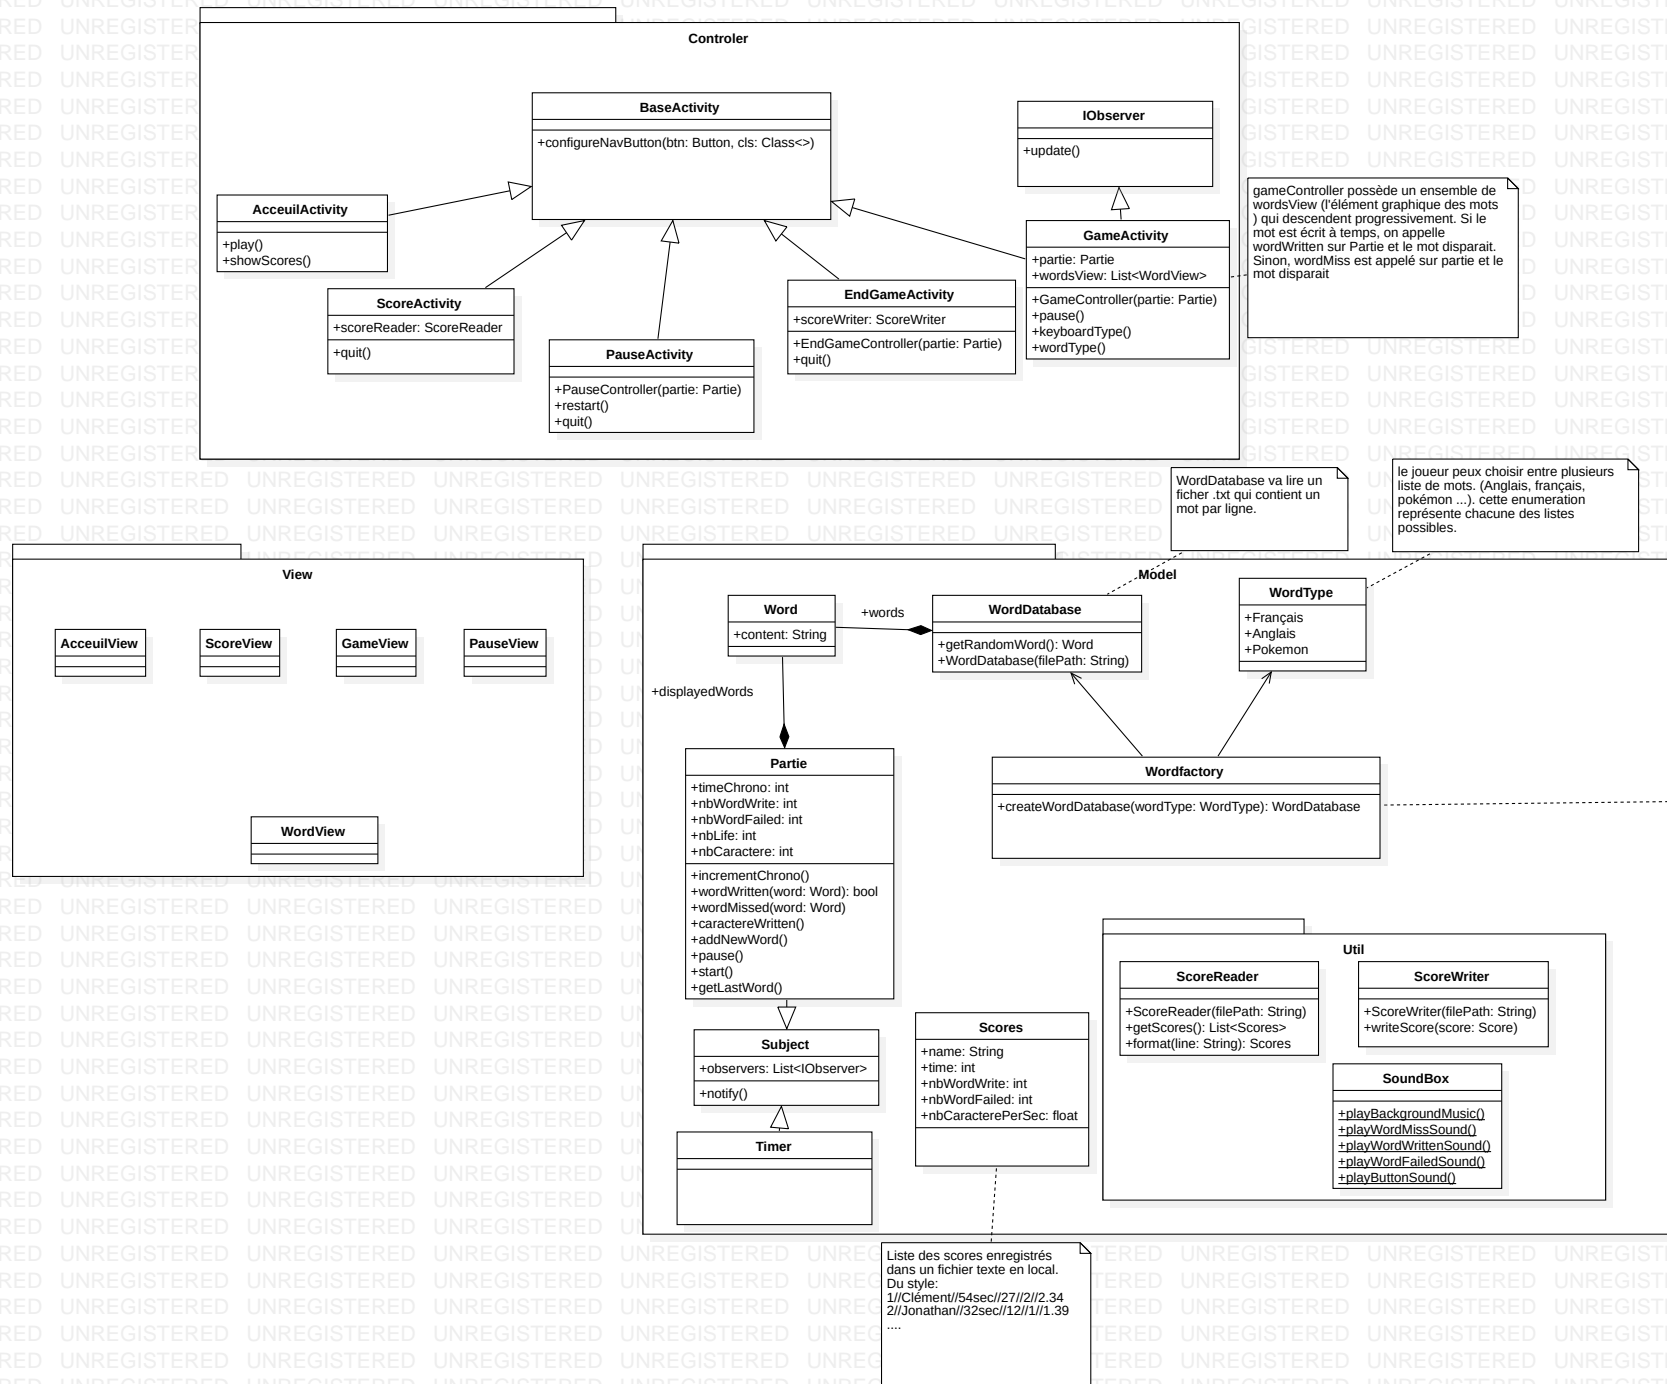 Controler
BaseActivity
+configureNavButton(btn: Button, cls: Class<>)
IObserver
+update()
AcceuilActivity
+play()
+showScores()
ScoreActivity
+scoreReader: ScoreReader
+quit()
PauseActivity
+PauseController(partie: Partie)
+restart()
+quit()
EndGameActivity
+scoreWriter: ScoreWriter
+EndGameController(partie: Partie)
+quit()
GameActivity
+partie: Partie
+wordsView: List<WordView>
+GameController(partie: Partie)
+pause()
+keyboardType()
+wordType()
gameController possède un ensemble de
wordsView (l'élément graphique des mots
) qui descendent progressivement. Si le
mot est écrit à temps, on appelle
wordWritten sur Partie et le mot disparait.
Sinon, wordMiss est appelé sur partie et le
mot disparait
WordDatabase va lire un
ficher .txt qui contient un
mot par ligne.
le joueur peux choisir entre plusieurs
liste de mots. (Anglais, français,
pokémon ...). cette enumeration
représente chacune des listes
possibles.
View
AcceuilView
ScoreView
GameView
PauseView
WordView
Model
Word
+content: String
+words
WordDatabase
+getRandomWord(): Word
+WordDatabase(filePath: String)
WordType
+Français
+Anglais
+Pokemon
+displayedWords
Partie
+timeChrono: int
+nbWordWrite: int
+nbWordFailed: int
+nbLife: int
+nbCaractere: int
+incrementChrono()
+wordWritten(word: Word): bool
+wordMissed(word: Word)
+caractereWritten()
+addNewWord()
+pause()
+start()
+getLastWord()
Wordfactory
+createWordDatabase(wordType: WordType): WordDatabase
Subject
+observers: List<IObserver>
+notify()
Timer
Scores
+name: String
+time: int
+nbWordWrite: int
+nbWordFailed: int
+nbCaracterePerSec: float
Util
ScoreReader
+ScoreReader(filePath: String)
+getScores(): List<Scores>
+format(line: String): Scores
ScoreWriter
+ScoreWriter(filePath: String)
+writeScore(score: Score)
SoundBox
+playBackgroundMusic()
+playWordMissSound()
+playWordWrittenSound()
+playWordFailedSound()
+playButtonSound()
Liste des scores enregistrés
dans un fichier texte en local.
Du style:
1//Clément//54sec//27//2//2.34
2//Jonathan//32sec//12//1//1.39
....
UNREGISTERED